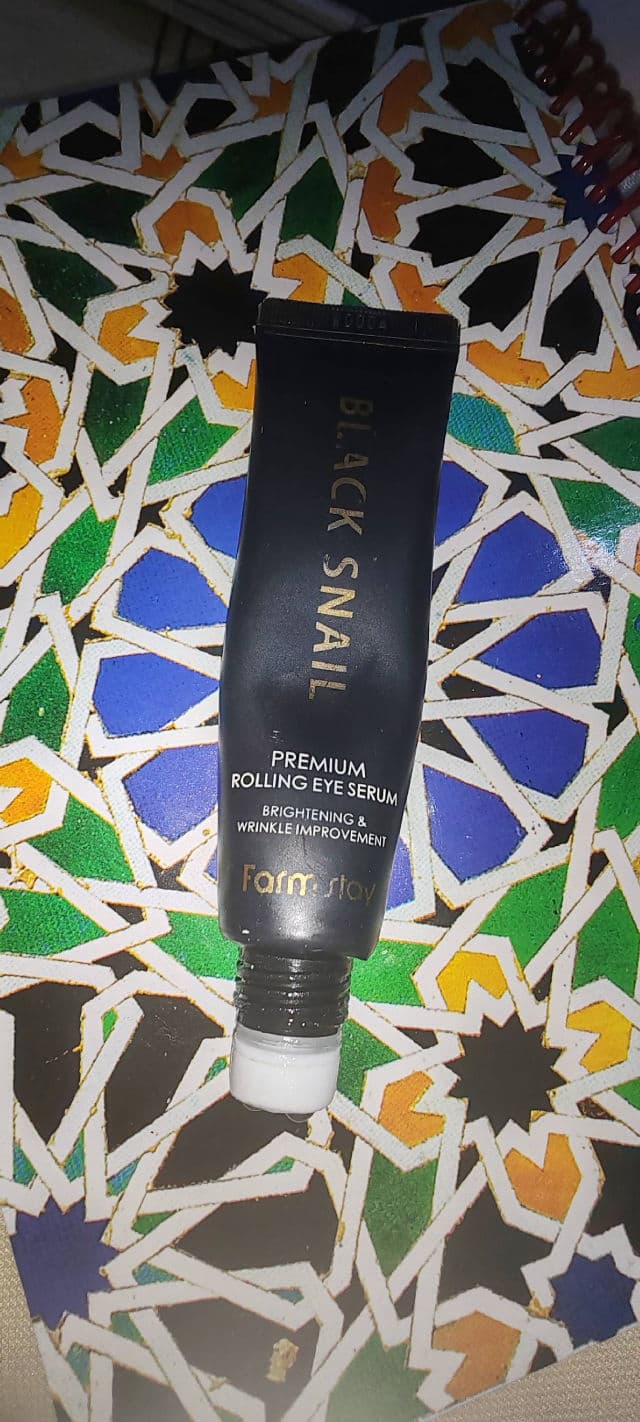 BLACK SNAIL
PREMIUM
ROLLING EYE SERUM
BRIGHTENING &
WRINKLE IMPROVEMENT
Farm stay